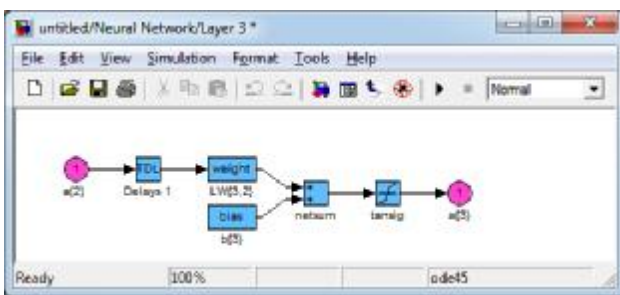 untitled/Neural Network/Layer 3 *
File Edit View Simulation Format Tools Help
Normal
1 TDL weight 1
a{2} Delays 1 LW{3,2} netsum tansig a{3}
bias
b{3}
Ready 100% ode45